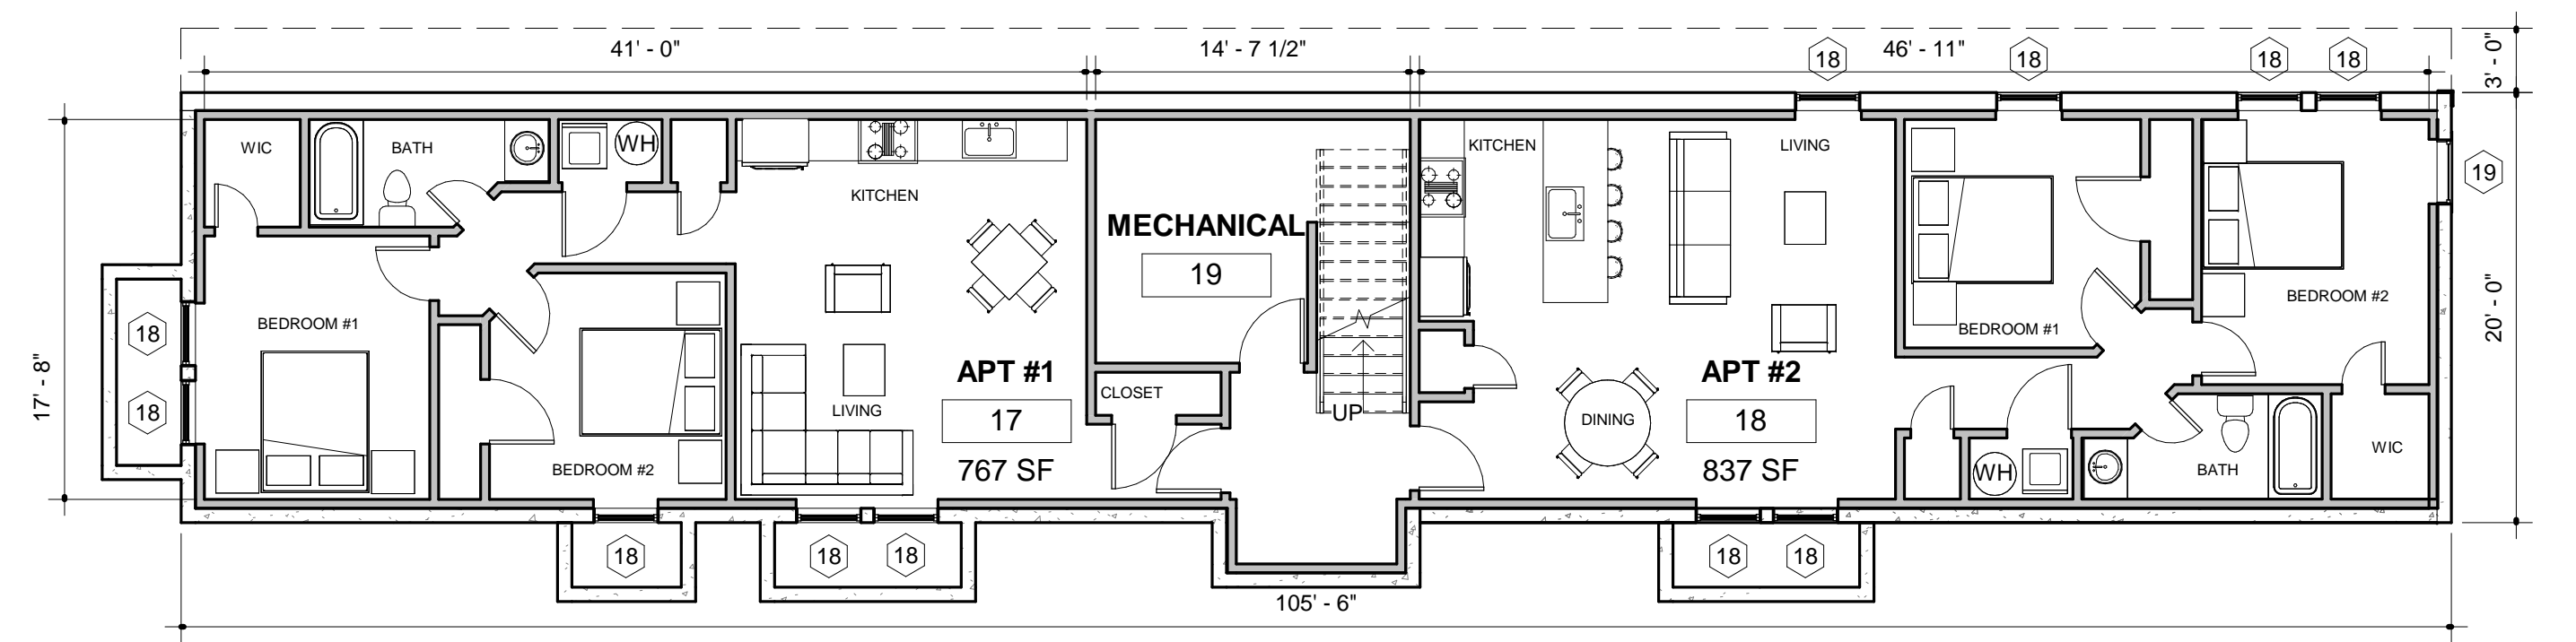 41' - 0"
14' - 7 1/2"
46' - 11"
3' - 0"
18
18
18
18
WIC
BATH
WH
KITCHEN
KITCHEN
LIVING
19
MECHANICAL
19
BEDROOM #1
BEDROOM #2
BEDROOM #1
20' - 0"
18
18
17' - 8"
APT #1
17
767 SF
LIVING
BEDROOM #2
CLOSET
UP
DINING
APT #2
18
837 SF
WH
BATH
WIC
18
18
18
18
18
105' - 6"